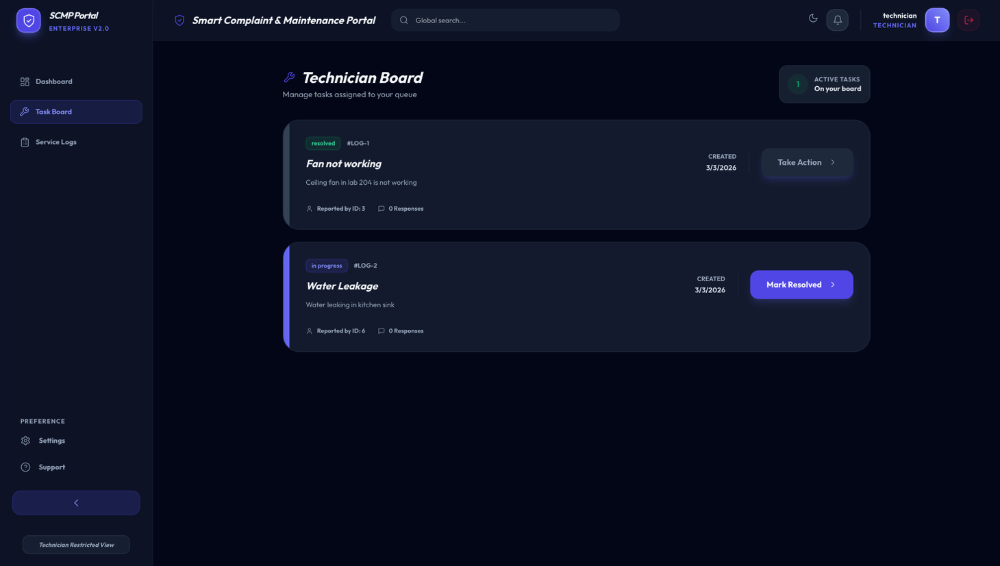 SCMP Portal
ENTERPRISE V2.0
Smart Complaint & Maintenance Portal
Global search...
technician
TECHNICIAN
T
Dashboard
Task Board
Service Logs
PREFERENCE
Settings
Support
Technician Restricted View
Technician Board
Manage tasks assigned to your queue
1
ACTIVE TASKS
On your board
resolved #LOG-1
Fan not working
Ceiling fan in lab 204 is not working
Reported by ID: 3 0 Responses
CREATED
3/3/2026
Take Action
in progress #LOG-2
Water Leakage
Water leaking in kitchen sink
Reported by ID: 6 0 Responses
CREATED
3/3/2026
Mark Resolved